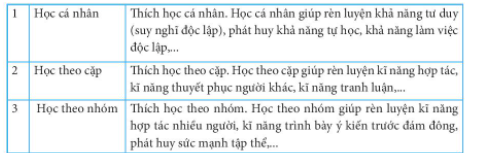 1 Học cá nhân Thích học cá nhân. Học cá nhân giúp rèn luyện khả năng tư duy
(suy nghĩ độc lập), phát huy khả năng tự học, khả năng làm việc
độc lập,...
2 Học theo cặp Thích học theo cặp. Học theo cặp giúp rèn luyện kĩ năng hợp tác,
kĩ năng thuyết phục người khác, kĩ năng tranh luận,...
3 Học theo nhóm Thích học theo nhóm. Học theo nhóm giúp rèn luyện kĩ năng
hợp tác nhiều người, kĩ năng trình bày ý kiến trước đám đông,
phát huy sức mạnh tập thể,...